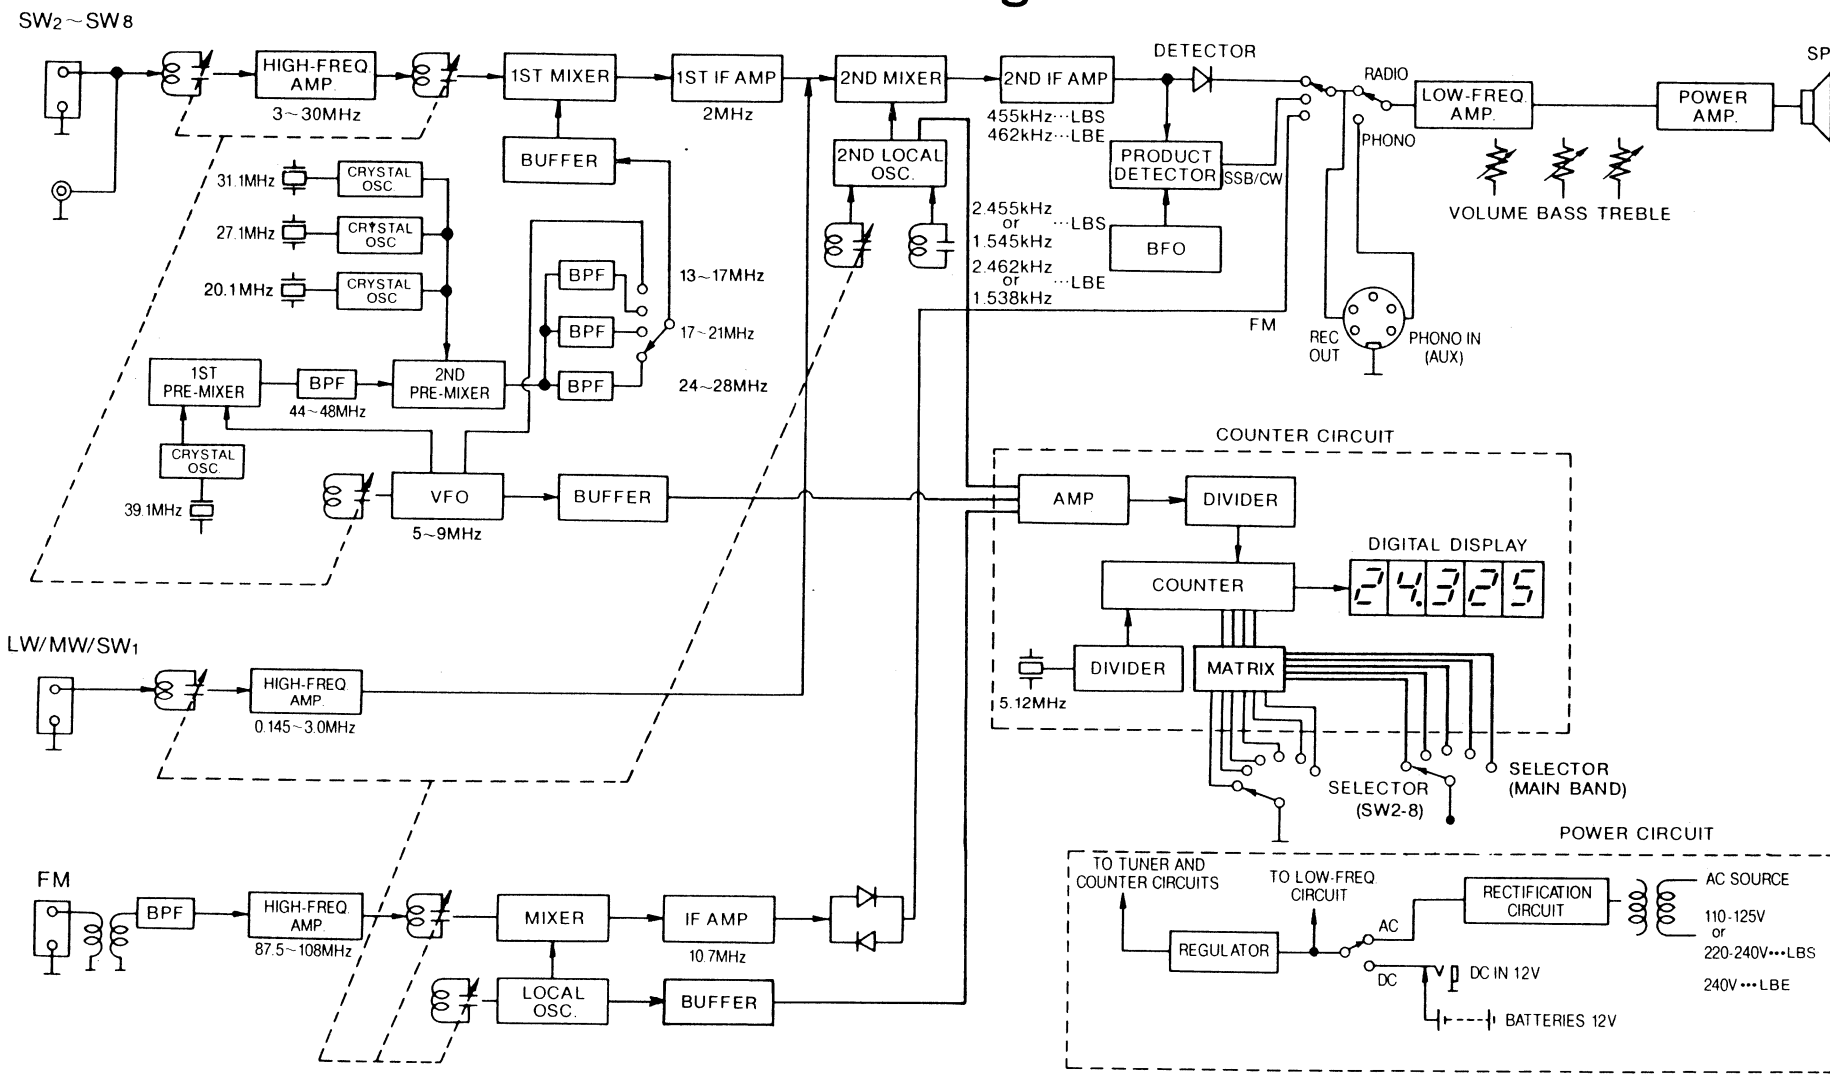 SW2~SW8
HIGH-FREQ.
AMP.
3~30MHz
1ST MIXER
1ST IF AMP
2MHz
2ND MIXER
2ND IF AMP
455kHz···LBS
462kHz···LBE
DETECTOR
RADIO
PHONO
LOW-FREQ.
AMP.
POWER
AMP.
SP
VOLUME BASS TREBLE
BUFFER
2ND LOCAL
OSC.
PRODUCT
DETECTOR
SSB/CW
BFO
2.455kHz
or ···LBS
1.545kHz
2.462kHz
or ···LBE
1.538kHz
FM
REC
OUT
PHONO IN
(AUX)
31.1MHz
CRYSTAL
OSC.
27.1MHz
CRYSTAL
OSC
20.1MHz
CRYSTAL
OSC
BPF
13~17MHz
BPF
17~21MHz
BPF
24~28MHz
1ST
PRE-MIXER
BPF
44~48MHz
2ND
PRE-MIXER
CRYSTAL
OSC.
39.1MHz
VFO
5~9MHz
BUFFER
COUNTER CIRCUIT
AMP
DIVIDER
DIGITAL DISPLAY
COUNTER
24.325
DIVIDER
5.12MHz
MATRIX
SELECTOR
(SW2-8)
SELECTOR
(MAIN BAND)
LW/MW/SW1
HIGH-FREQ.
AMP.
0.145~3.0MHz
FM
BPF
HIGH-FREQ.
AMP.
87.5~108MHz
MIXER
IF AMP
10.7MHz
LOCAL
OSC.
BUFFER
POWER CIRCUIT
TO TUNER AND
COUNTER CIRCUITS
TO LOW-FREQ.
CIRCUIT
REGULATOR
AC
DC
RECTIFICATION
CIRCUIT
AC SOURCE
110-125V
or
220-240V···LBS
240V···LBE
DC IN 12V
BATTERIES 12V